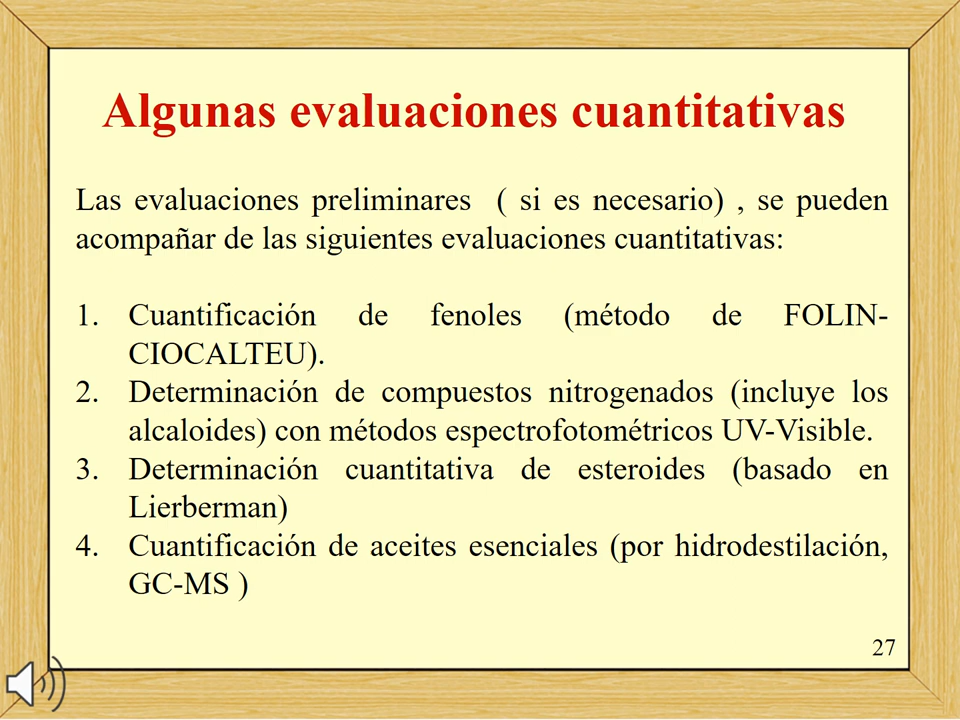 Algunas evaluaciones cuantitativas
Las evaluaciones preliminares ( si es necesario) , se pueden
acompañar de las siguientes evaluaciones cuantitativas:
1. Cuantificación de fenoles (método de FOLIN-
CIOCALTEU).
2. Determinación de compuestos nitrogenados (incluye los
alcaloides) con métodos espectrofotométricos UV-Visible.
3. Determinación cuantitativa de esteroides (basado en
Lierberman)
4. Cuantificación de aceites esenciales (por hidrodestilación,
GC-MS )
27